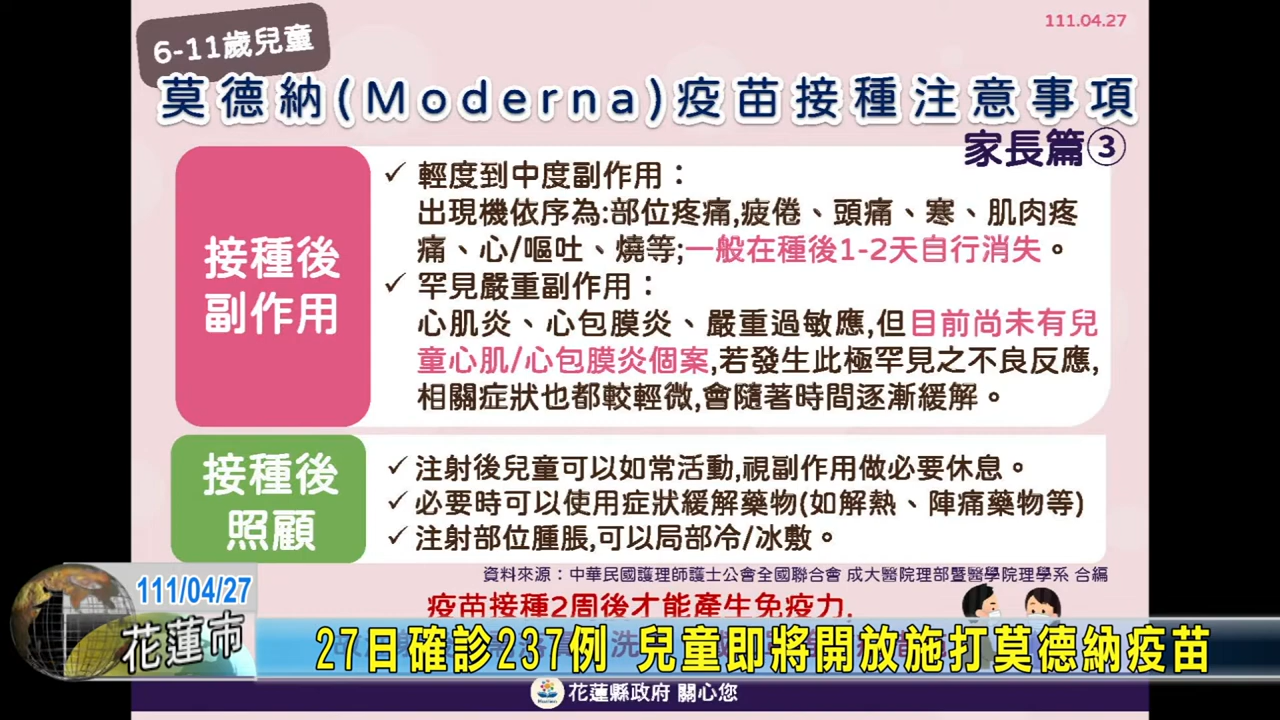 6-11歲兒童
111.04.27
莫德納(Moderna)疫苗接種注意事項
家長篇③
接種後
副作用
✓ 輕度到中度副作用：
出現機依序為:部位疼痛,疲倦、頭痛、寒、肌肉疼
痛、心/嘔吐、燒等;一般在種後1-2天自行消失。
✓ 罕見嚴重副作用：
心肌炎、心包膜炎、嚴重過敏應,但目前尚未有兒
童心肌/心包膜炎個案,若發生此極罕見之不良反應,
相關症狀也都較輕微,會隨著時間逐漸緩解。
接種後
照顧
✓ 注射後兒童可以如常活動,視副作用做必要休息。
✓ 必要時可以使用症狀緩解藥物(如解熱、陣痛藥物等)
✓ 注射部位腫脹,可以局部冷/冰敷。
資料來源：中華民國護理師護士公會全國聯合會 成大醫院理部暨醫學院理學系 合編
疫苗接種2周後才能產生免疫力,
111/04/27
花蓮市
27日確診237例 兒童即將開放施打莫德納疫苗
花蓮縣政府 關心您